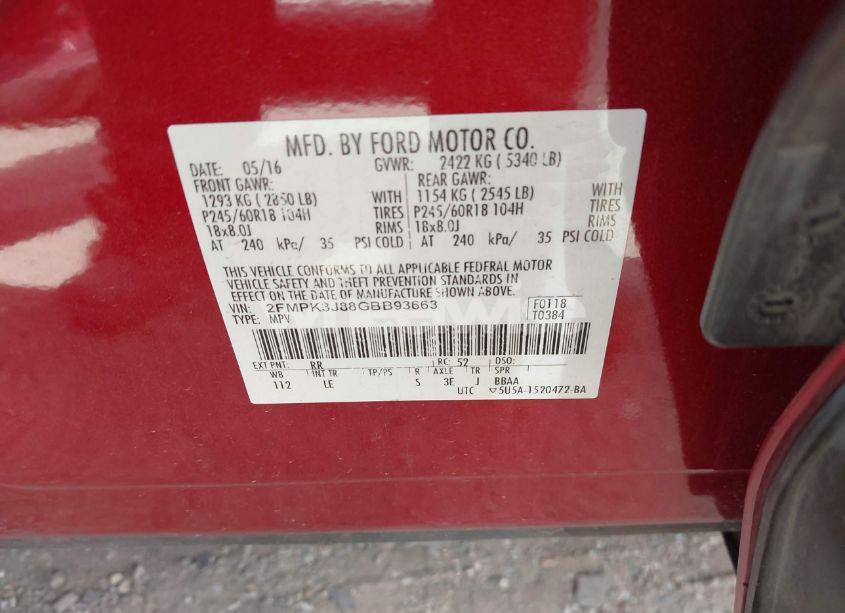 MFD. BY FORD MOTOR CO.
DATE: 05/16 GVWR: 2422 KG ( 5340 LB)
FRONT GAWR: REAR GAWR:
1293 KG ( 2850 LB) WITH 1154 KG ( 2545 LB) WITH
P245/60R18 104H TIRES P245/60R18 104H TIRES
18x8.0J RIMS 18x8.0J RIMS
AT 240 kPa/ 35 PSI COLD AT 240 kPa/ 35 PSI COLD
THIS VEHICLE CONFORMS TO ALL APPLICABLE FEDERAL MOTOR
VEHICLE SAFETY AND THEFT PREVENTION STANDARDS IN
EFFECT ON THE DATE OF MANUFACTURE SHOWN ABOVE.
VIN: 2FMPK3J88GBB93663 F0118
TYPE: MPV T0384
EXT PNT: RR RC: 52 DSO:
WB INT TR TP/PS R AXLE TR SPR
112 LE S 3E J BBAA
UTC ▽5U5A-1520472-BA